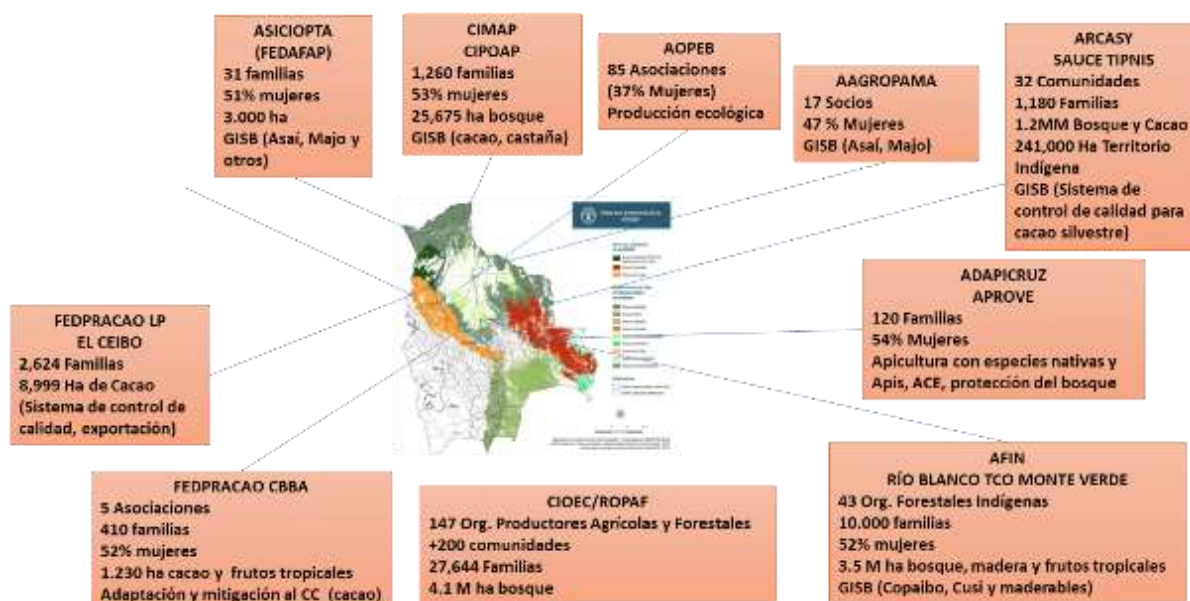 ASICIOPTA
(FEDAFAP)
31 familias
51% mujeres
3.000 ha
GISB (Asaí, Majo y
otros)
CIMAP
CIPOAP
1,260 familias
53% mujeres
25,675 ha bosque
GISB (cacao, castaña)
AOPEB
85 Asociaciones
(37% Mujeres)
Producción ecológica
AAGROPAMA
17 Socios
47 % Mujeres
GISB (Asaí, Majo)
ARCASY
SAUCE TIPNIS
32 Comunidades
1,180 Familias
1.2MM Bosque y Cacao
241,000 Ha Territorio
Indígena
GISB (Sistema de
control de calidad para
cacao silvestre)
FEDPRACAO LP
EL CEIBO
2,624 Familias
8,999 Ha de Cacao
(Sistema de control de
calidad, exportación)
ADAPICRUZ
APROVE
120 Familias
54% Mujeres
Apicultura con especies nativas y
Apis, ACE, protección del bosque
FEDPRACAO CBBA
5 Asociaciones
410 familias
52% mujeres
1.230 ha cacao y frutos tropicales
Adaptación y mitigación al CC (cacao)
CIOEC/ROPAF
147 Org. Productores Agrícolas y Forestales
+200 comunidades
27,644 Familias
4.1 M ha bosque
AFIN
RÍO BLANCO TCO MONTE VERDE
43 Org. Forestales Indígenas
10.000 familias
52% mujeres
3.5 M ha bosque, madera y frutos tropicales
GISB (Copaibo, Cusi y maderables)